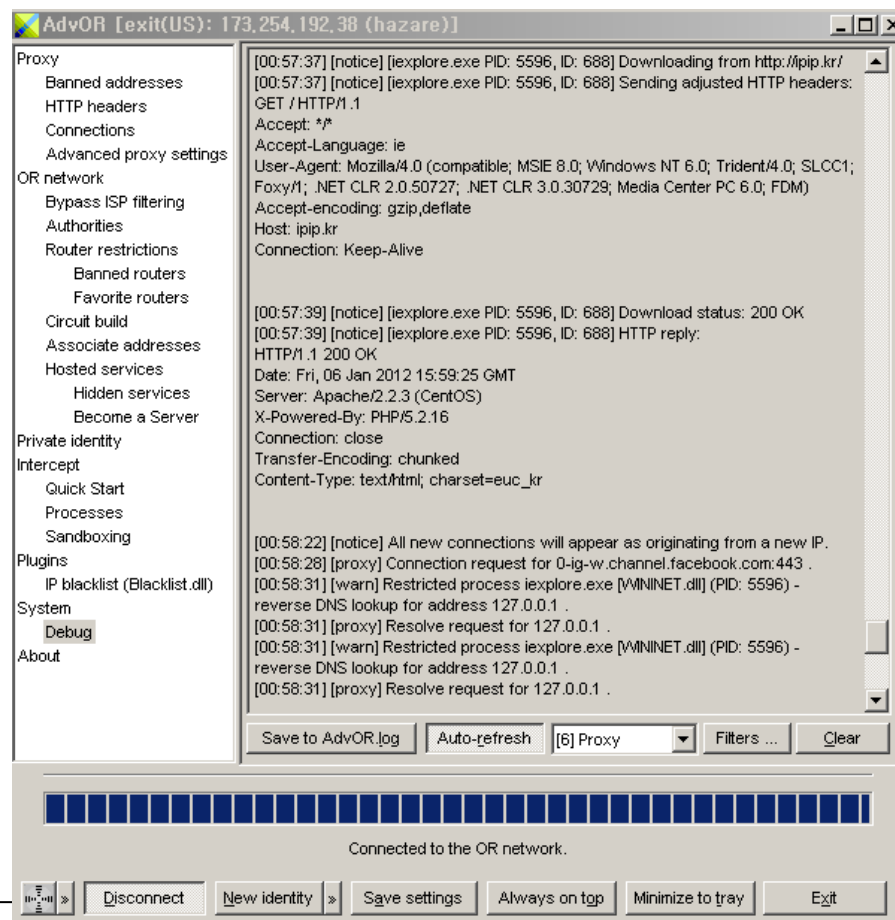 AdvOR [exit(US): 173,254,192,38 (hazare)]
Proxy
Banned addresses
HTTP headers
Connections
Advanced proxy settings
OR network
Bypass ISP filtering
Authorities
Router restrictions
Banned routers
Favorite routers
Circuit build
Associate addresses
Hosted services
Hidden services
Become a Server
Private identity
Intercept
Quick Start
Processes
Sandboxing
Plugins
IP blacklist (Blacklist.dll)
System
Debug
About
[00:57:37] [notice] [iexplore.exe PID: 5596, ID: 688] Downloading from http://ipip.kr/
[00:57:37] [notice] [iexplore.exe PID: 5596, ID: 688] Sending adjusted HTTP headers:
GET / HTTP/1.1
Accept: */*
Accept-Language: ie
User-Agent: Mozilla/4.0 (compatible; MSIE 8.0; Windows NT 6.0; Trident/4.0; SLCC1;
Foxy/1; .NET CLR 2.0.50727; .NET CLR 3.0.30729; Media Center PC 6.0; FDM)
Accept-encoding: gzip,deflate
Host: ipip.kr
Connection: Keep-Alive
[00:57:39] [notice] [iexplore.exe PID: 5596, ID: 688] Download status: 200 OK
[00:57:39] [notice] [iexplore.exe PID: 5596, ID: 688] HTTP reply:
HTTP/1.1 200 OK
Date: Fri, 06 Jan 2012 15:59:25 GMT
Server: Apache/2.2.3 (CentOS)
X-Powered-By: PHP/5.2.16
Connection: close
Transfer-Encoding: chunked
Content-Type: text/html; charset=euc_kr
[00:58:22] [notice] All new connections will appear as originating from a new IP.
[00:58:28] [proxy] Connection request for 0-ig-w.channel.facebook.com:443 .
[00:58:31] [warn] Restricted process iexplore.exe [WININET.dll] (PID: 5596) -
reverse DNS lookup for address 127.0.0.1 .
[00:58:31] [proxy] Resolve request for 127.0.0.1 .
[00:58:31] [warn] Restricted process iexplore.exe [WININET.dll] (PID: 5596) -
reverse DNS lookup for address 127.0.0.1 .
[00:58:31] [proxy] Resolve request for 127.0.0.1 .
Save to AdvOR.log Auto-refresh [6] Proxy Filters ... Clear
Connected to the OR network.
» Disconnect New identity » Save settings Always on top Minimize to tray Exit